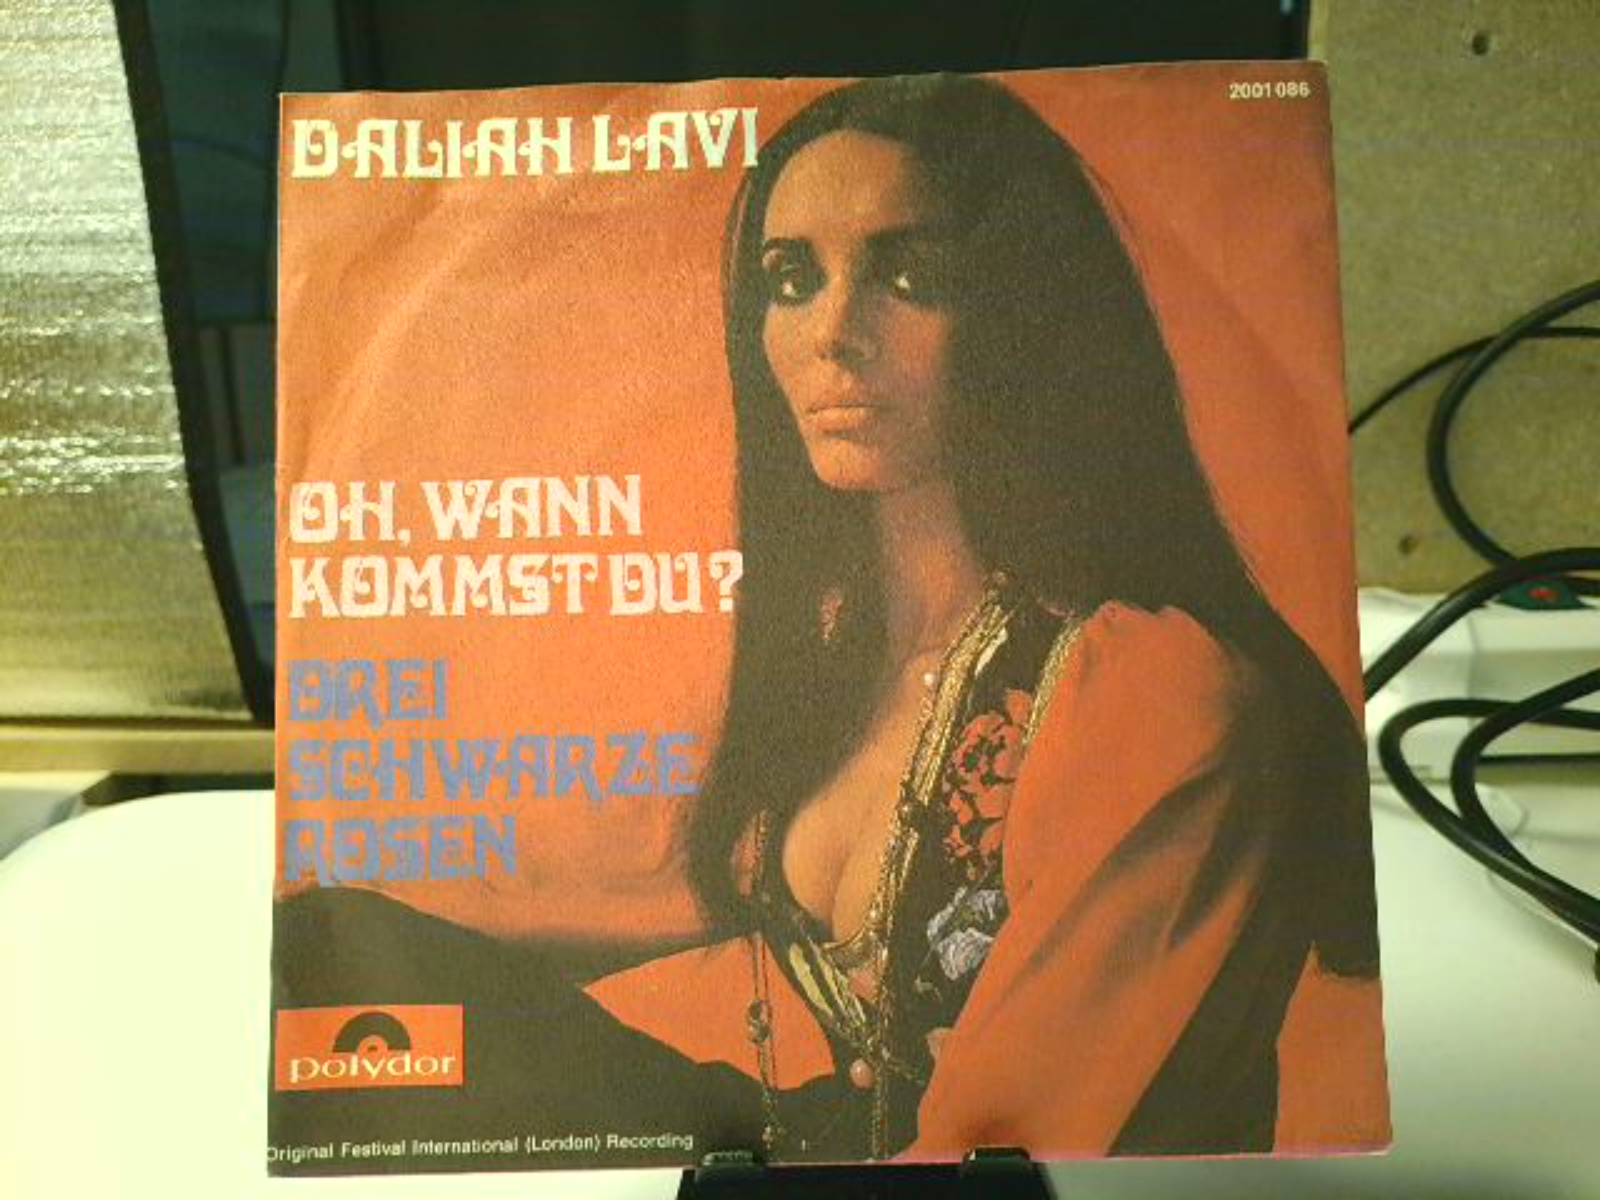 DALIAH LAVI
2001 086
OH, WANN
KOMMST DU?
DREI
SCHWARZE
ROSEN
polydor
Original Festival International (London) Recording